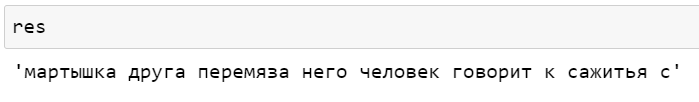 res
'мартышка друга перемяза него человек говорит к сажитья с'